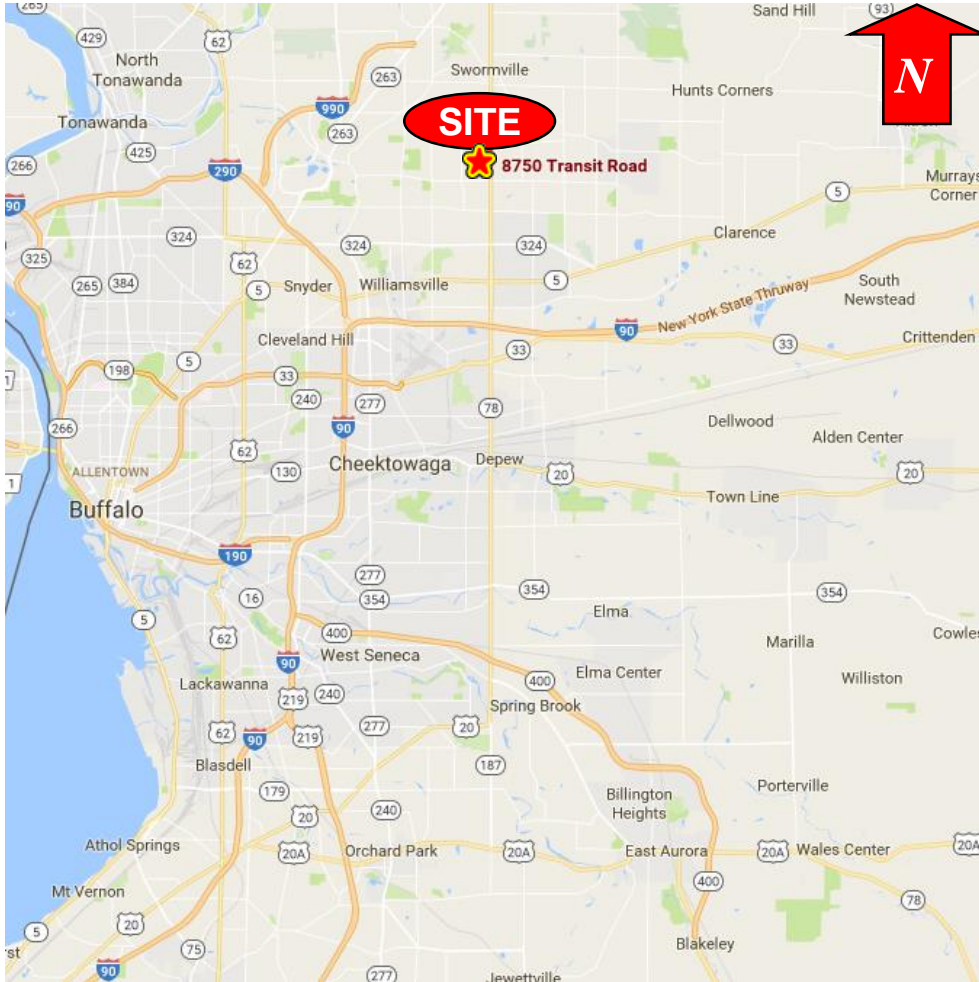 265
429
62
North
Tonawanda
Sand Hill
93
N
Swormville
263
Hunts Corners
990
Tonawanda
263
SITE
425
266
290
8750 Transit Road
Murrays
Corner
5
90
324
324
324
Clarence
325
62
265
384
5
Snyder
Williamsville
5
South
Newstead
New York State Thruway
90
Cleveland Hill
33
33
Crittenden
5
198
33
240
277
78
1
90
266
62
Dellwood
Alden Center
ALLENTOWN
130
Cheektowaga
Depew
20
20
1
Town Line
Buffalo
190
277
16
354
354
354
5
Elma
62
400
Marilla
Cowles
90
West Seneca
Elma Center
Williston
Lackawanna
219
240
400
Spring Brook
62
90
219
277
20
Blasdell
187
179
Billington
Heights
Porterville
20
240
Athol Springs
20A
Orchard Park
20A
East Aurora
20A
Wales Center
20A
Mt Vernon
400
78
5
20
rst
75
Blakeley
90
277
Jewettville